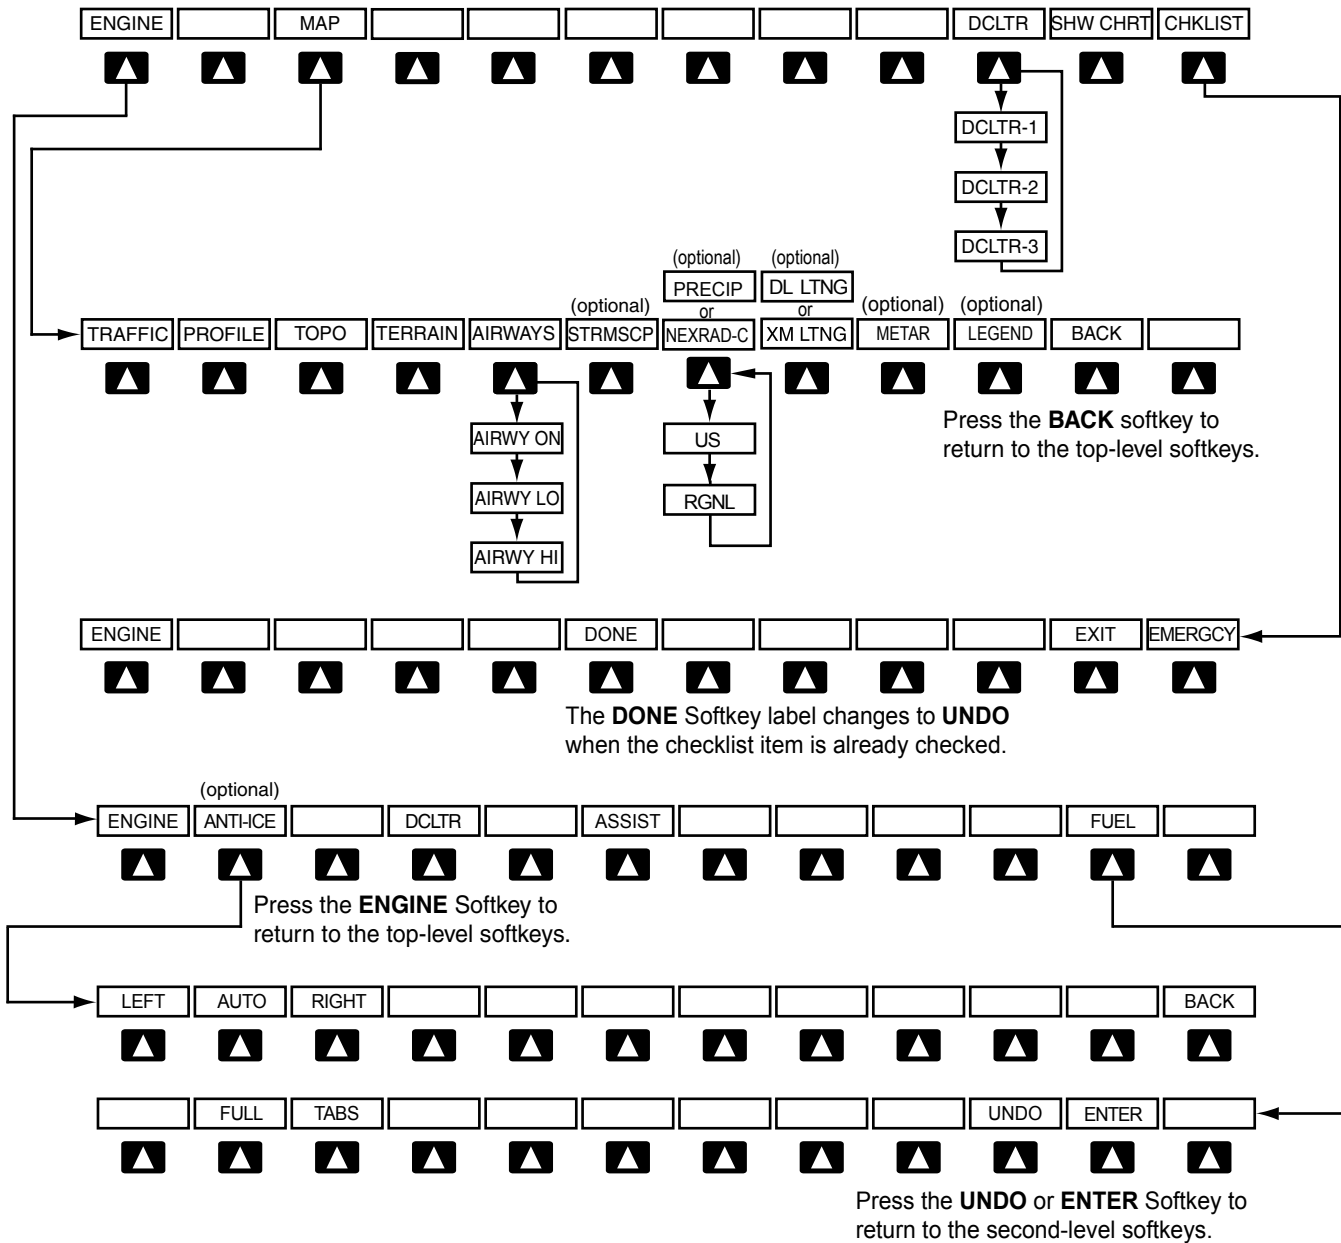 ENGINE MAP DCLTR SHW CHRT CHKLIST
DCLTR-1
DCLTR-2
DCLTR-3
(optional) (optional)
PRECIP DL LTNG
(optional) or or (optional) (optional)
TRAFFIC PROFILE TOPO TERRAIN AIRWAYS STRMSCP NEXRAD-C XM LTNG METAR LEGEND BACK
Press the BACK softkey to
return to the top-level softkeys.
AIRWY ON US
AIRWY LO RGNL
AIRWY HI
ENGINE DONE EXIT EMERGCY
The DONE Softkey label changes to UNDO
when the checklist item is already checked.
(optional)
ENGINE ANTI-ICE DCLTR ASSIST FUEL
Press the ENGINE Softkey to
return to the top-level softkeys.
LEFT AUTO RIGHT BACK
FULL TABS UNDO ENTER
Press the UNDO or ENTER Softkey to
return to the second-level softkeys.